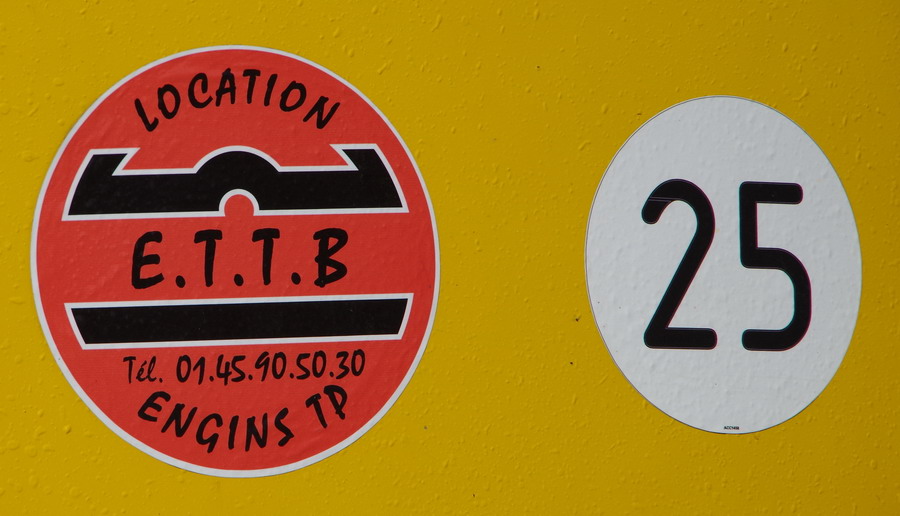 LOCATION
E.T.T.B
Tél. 01.45.90.50.30
ENGINS TP
25